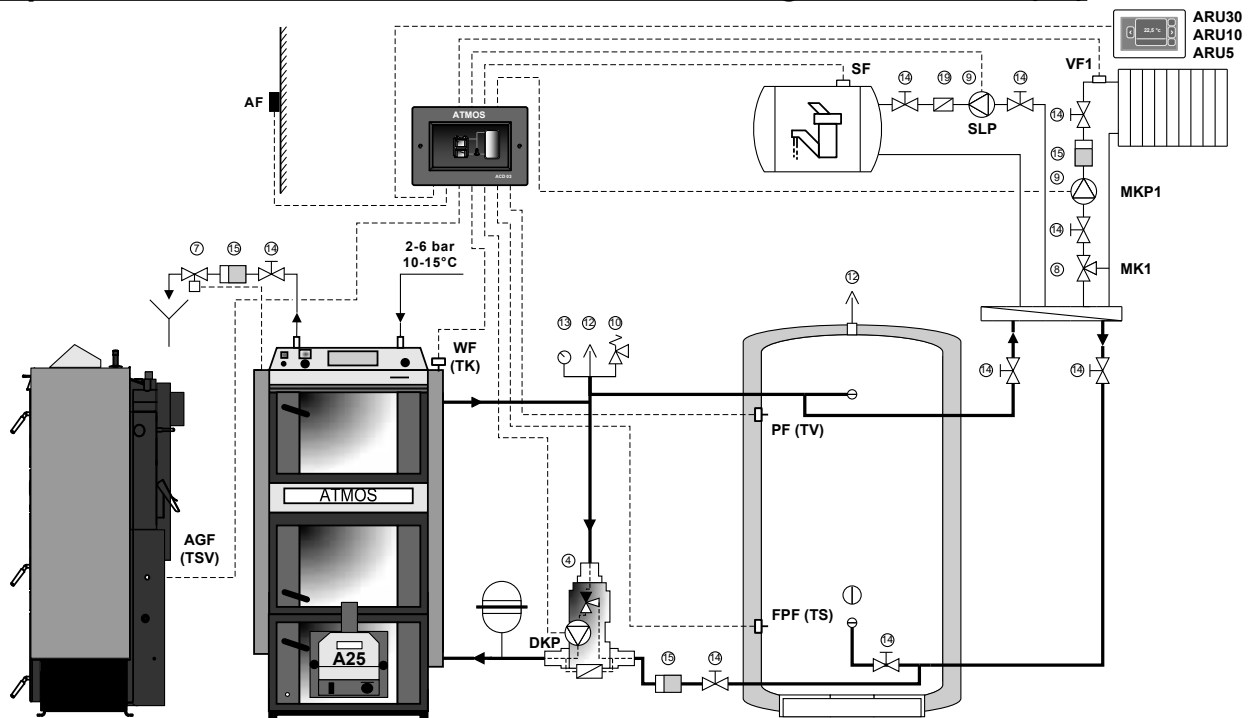 ARU30
ARU10
ARU5
22,5 °c
VF1
SF
14
19
9
14
SLP
AF
ATMOS
ACD 03
14
15
9
MKP1
14
8
MK1
7
15
14
2-6 bar
10-15°C
12
13
12
10
WF
(TK)
14
14
PF (TV)
ATMOS
AGF
(TSV)
4
FPF (TS)
DKP
14
A25
15
14